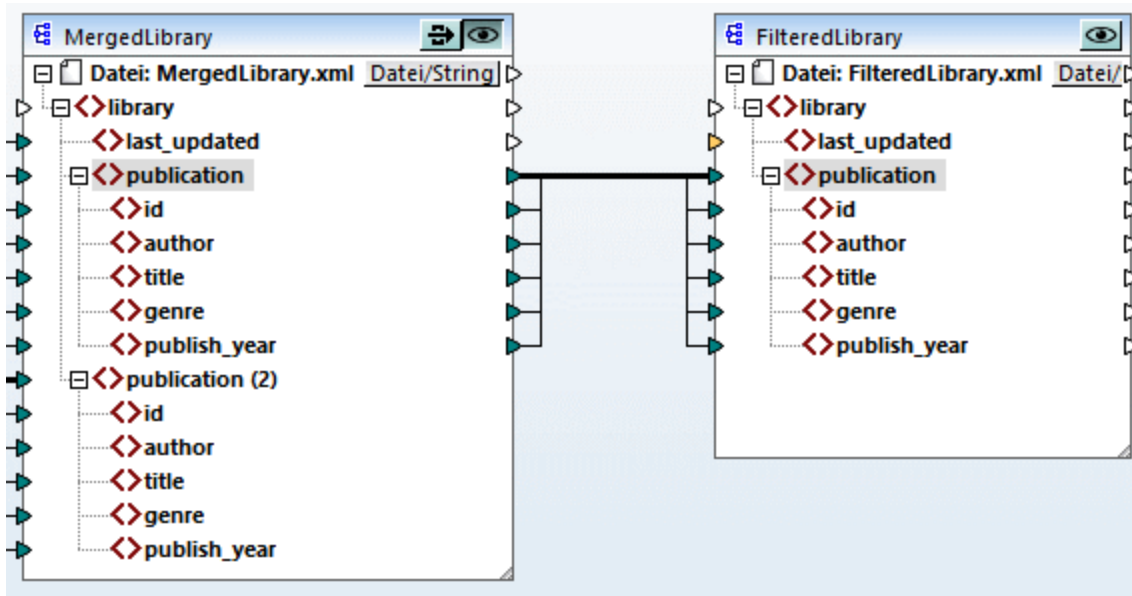 MergedLibrary
Datei: MergedLibrary.xml Datei/String
library
last_updated
publication
id
author
title
genre
publish_year
publication (2)
id
author
title
genre
publish_year
FilteredLibrary
Datei: FilteredLibrary.xml Datei/
library
last_updated
publication
id
author
title
genre
publish_year